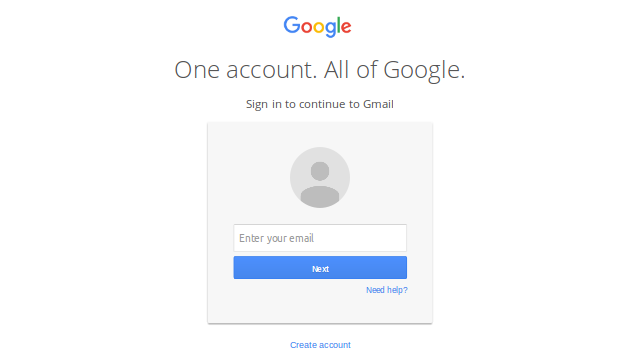 Google
One account. All of Google.
Sign in to continue to Gmail
Enter your email
Next
Need help?
Create account